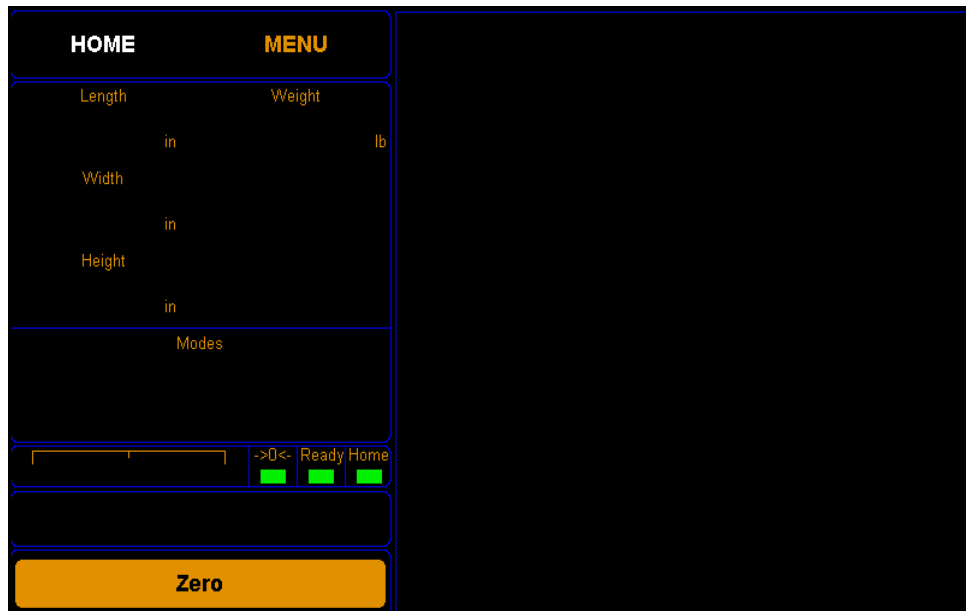 HOME MENU
Length Weight
in lb
Width
in
Height
in
Modes
->0<- Ready Home
Zero